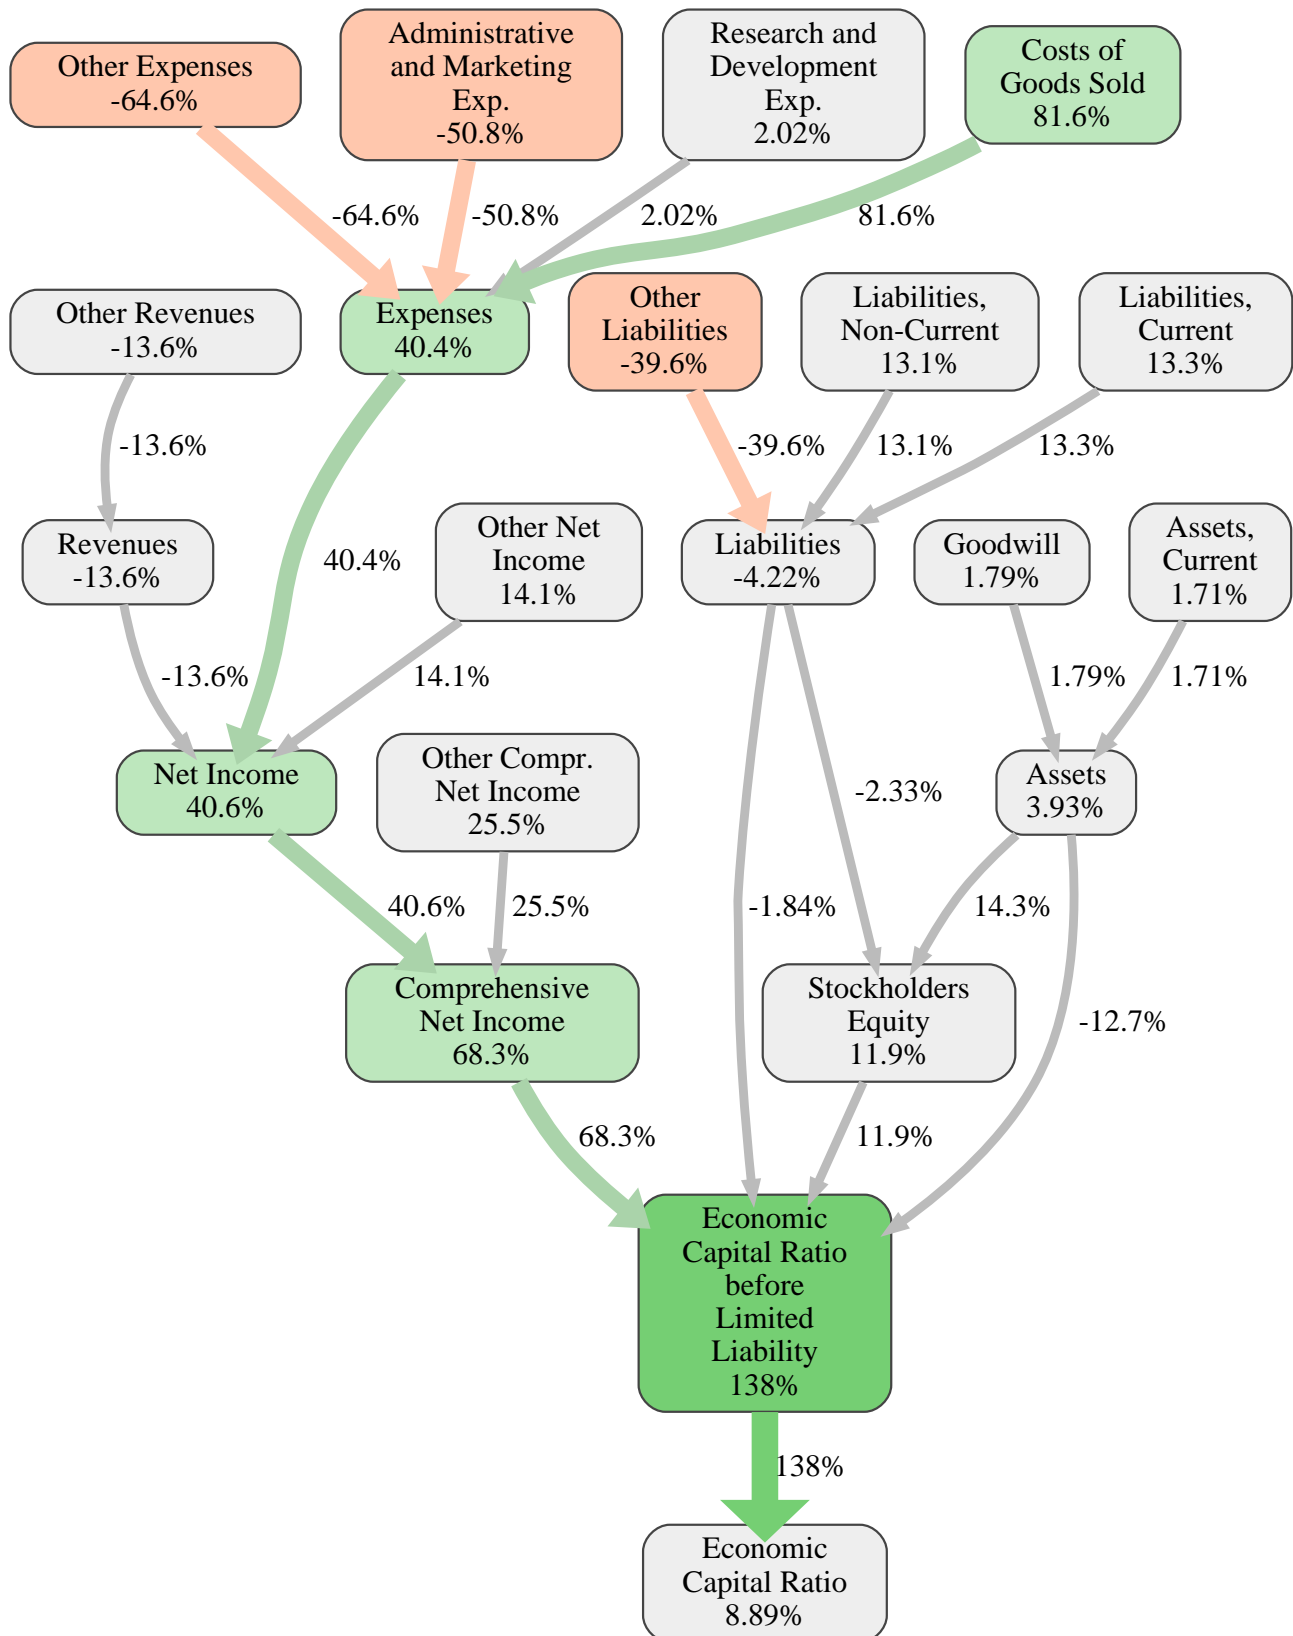 Other Expenses
-64.6%
Administrative
and Marketing
Exp.
-50.8%
Research and
Development
Exp.
2.02%
Costs of
Goods Sold
81.6%
-64.6%
-50.8%
2.02%
81.6%
Other Revenues
-13.6%
Expenses
40.4%
Other
Liabilities
-39.6%
Liabilities,
Non-Current
13.1%
Liabilities,
Current
13.3%
-13.6%
-39.6%
13.1%
13.3%
Revenues
-13.6%
40.4%
Other Net
Income
14.1%
Liabilities
-4.22%
Goodwill
1.79%
Assets,
Current
1.71%
-13.6%
14.1%
1.79%
1.71%
Net Income
40.6%
Other Compr.
Net Income
25.5%
-2.33%
Assets
3.93%
40.6%
25.5%
-1.84%
14.3%
Comprehensive
Net Income
68.3%
Stockholders
Equity
11.9%
-12.7%
68.3%
11.9%
Economic
Capital Ratio
before
Limited
Liability
138%
138%
Economic
Capital Ratio
8.89%